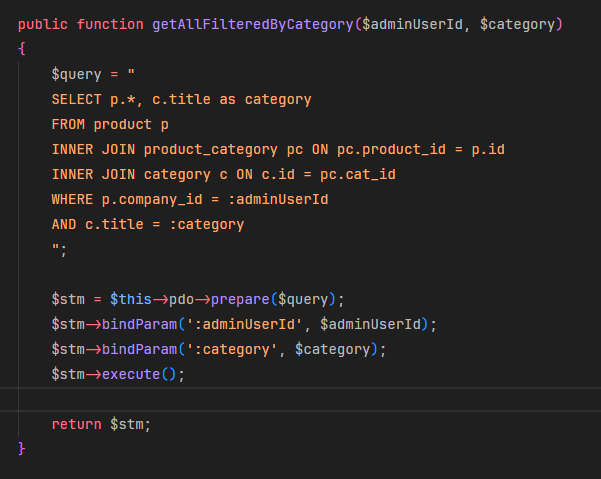 public function getAllFilteredByCategory($adminUserId, $category)
{
    $query = "
    SELECT p.*, c.title as category
    FROM product p
    INNER JOIN product_category pc ON pc.product_id = p.id
    INNER JOIN category c ON c.id = pc.cat_id
    WHERE p.company_id = :adminUserId
    AND c.title = :category
    ";

    $stm = $this->pdo->prepare($query);
    $stm->bindParam(':adminUserId', $adminUserId);
    $stm->bindParam(':category', $category);
    $stm->execute();

    return $stm;
}